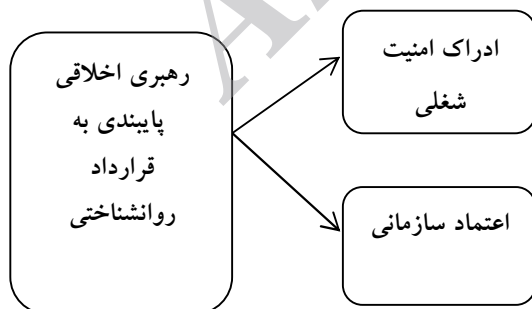 ادراک امنیت
شغلی
رهبری اخلاقی
پایبندی به
قرارداد
روانشناختی
اعتماد سازمانی